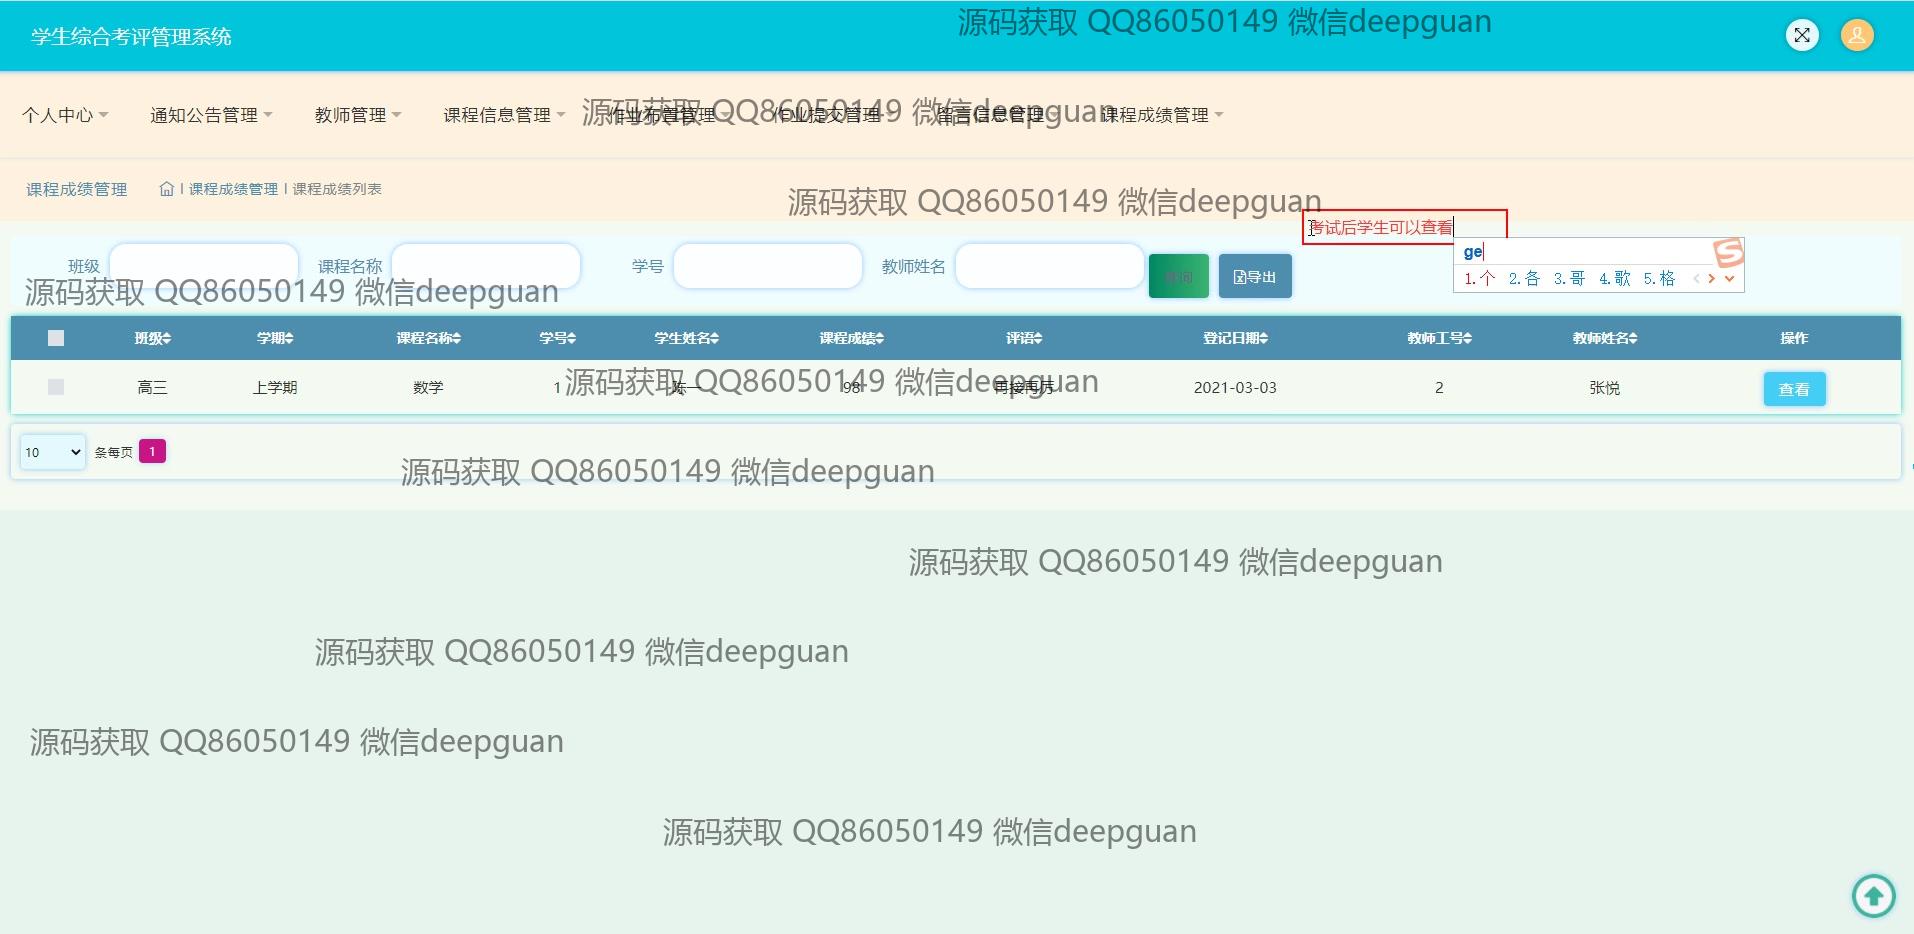 源码获取 QQ86050149 微信deepguan
学生综合考评管理系统
个人中心 通知公告管理 教师管理 课程信息管理 作业布置管理 作业提交管理 留言信息管理 课程成绩管理
源码获取 QQ86050149 微信deepguan
课程成绩管理 课程成绩管理 课程成绩列表
源码获取 QQ86050149 微信deepguan
考试后学生可以查看
ge
1.个 2.各 3.哥 4.歌 5.格
班级 课程名称 学号 教师姓名 查询 导出
源码获取 QQ86050149 微信deepguan
班级 学期 课程名称 学号 学生姓名 课程成绩 评语 登记日期 教师工号 教师姓名 操作
高三 上学期 数学 1 陈一 98 再接再厉 2021-03-03 2 张悦 查看
源码获取 QQ86050149 微信deepguan
10 条每页 1
源码获取 QQ86050149 微信deepguan
源码获取 QQ86050149 微信deepguan
源码获取 QQ86050149 微信deepguan
源码获取 QQ86050149 微信deepguan
源码获取 QQ86050149 微信deepguan